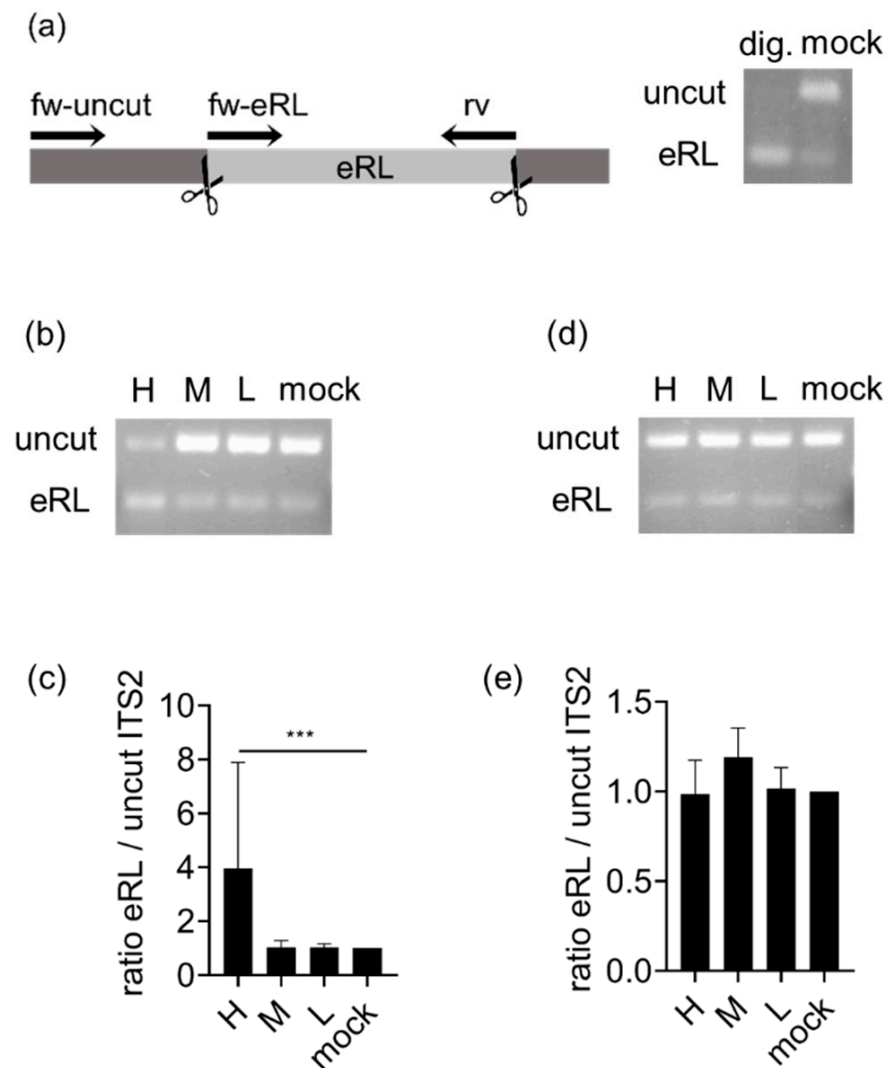 (a)
dig. mock
fw-uncut fw-eRL rv
eRL
uncut
eRL
(b)
H M L mock
uncut
eRL
(d)
H M L mock
uncut
eRL
(c)
ratio eRL / uncut ITS2
10
8
6
4
2
0
***
H M L mock
(e)
ratio eRL / uncut ITS2
1.5
1.0
0.5
0.0
H M L mock